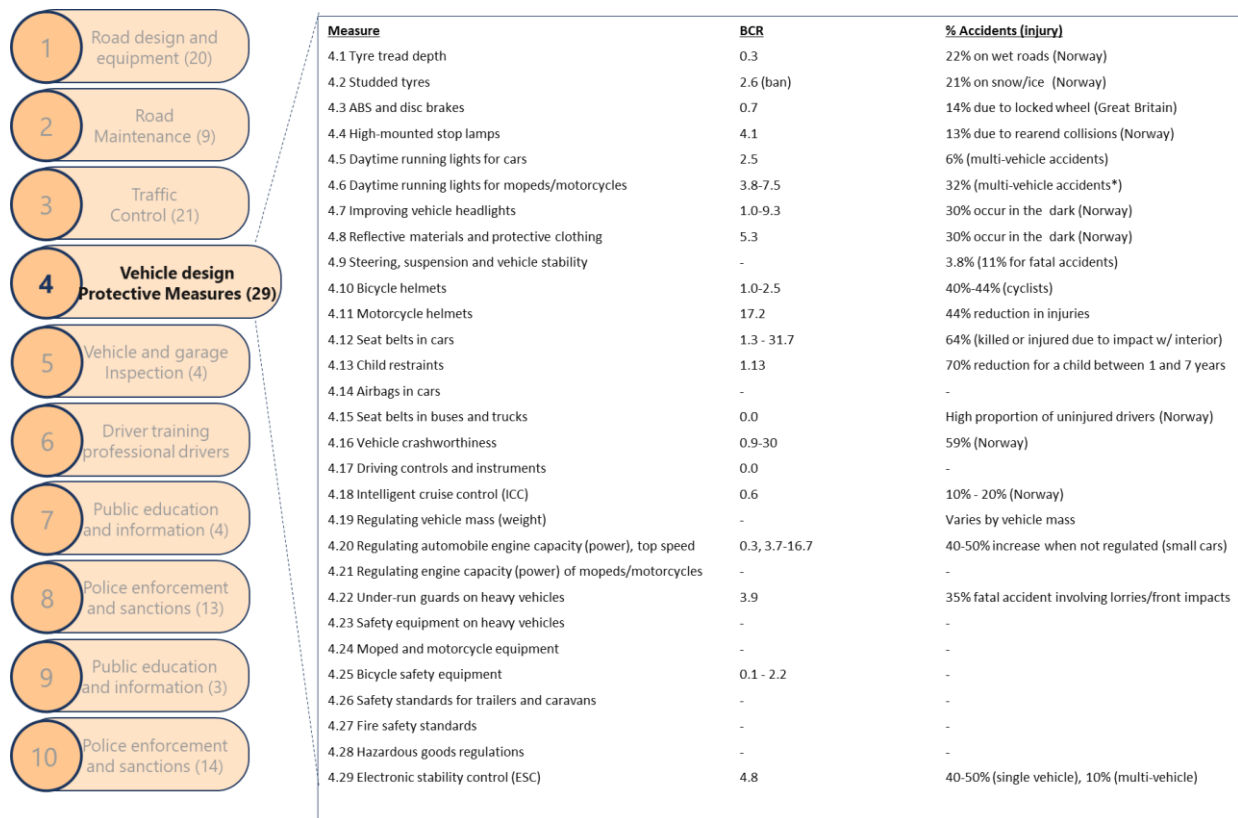 1
Road design and
equipment (20)
2
Road
Maintenance (9)
3
Traffic
Control (21)
4
Vehicle design
Protective Measures (29)
5
Vehicle and garage
Inspection (4)
6
Driver training
professional drivers
7
Public education
and information (4)
8
Police enforcement
and sanctions (13)
9
Public education
and information (3)
10
Police enforcement
and sanctions (14)
Measure BCR % Accidents (injury)
4.1 Tyre tread depth 0.3 22% on wet roads (Norway)
4.2 Studded tyres 2.6 (ban) 21% on snow/ice (Norway)
4.3 ABS and disc brakes 0.7 14% due to locked wheel (Great Britain)
4.4 High-mounted stop lamps 4.1 13% due to rearend collisions (Norway)
4.5 Daytime running lights for cars 2.5 6% (multi-vehicle accidents)
4.6 Daytime running lights for mopeds/motorcycles 3.8-7.5 32% (multi-vehicle accidents*)
4.7 Improving vehicle headlights 1.0-9.3 30% occur in the dark (Norway)
4.8 Reflective materials and protective clothing 5.3 30% occur in the dark (Norway)
4.9 Steering, suspension and vehicle stability - 3.8% (11% for fatal accidents)
4.10 Bicycle helmets 1.0-2.5 40%-44% (cyclists)
4.11 Motorcycle helmets 17.2 44% reduction in injuries
4.12 Seat belts in cars 1.3 - 31.7 64% (killed or injured due to impact w/ interior)
4.13 Child restraints 1.13 70% reduction for a child between 1 and 7 years
4.14 Airbags in cars - -
4.15 Seat belts in buses and trucks 0.0 High proportion of uninjured drivers (Norway)
4.16 Vehicle crashworthiness 0.9-30 59% (Norway)
4.17 Driving controls and instruments 0.0 -
4.18 Intelligent cruise control (ICC) 0.6 10% - 20% (Norway)
4.19 Regulating vehicle mass (weight) - Varies by vehicle mass
4.20 Regulating automobile engine capacity (power), top speed 0.3, 3.7-16.7 40-50% increase when not regulated (small cars)
4.21 Regulating engine capacity (power) of mopeds/motorcycles - -
4.22 Under-run guards on heavy vehicles 3.9 35% fatal accident involving lorries/front impacts
4.23 Safety equipment on heavy vehicles - -
4.24 Moped and motorcycle equipment - -
4.25 Bicycle safety equipment 0.1 - 2.2 -
4.26 Safety standards for trailers and caravans - -
4.27 Fire safety standards - -
4.28 Hazardous goods regulations - -
4.29 Electronic stability control (ESC) 4.8 40-50% (single vehicle), 10% (multi-vehicle)